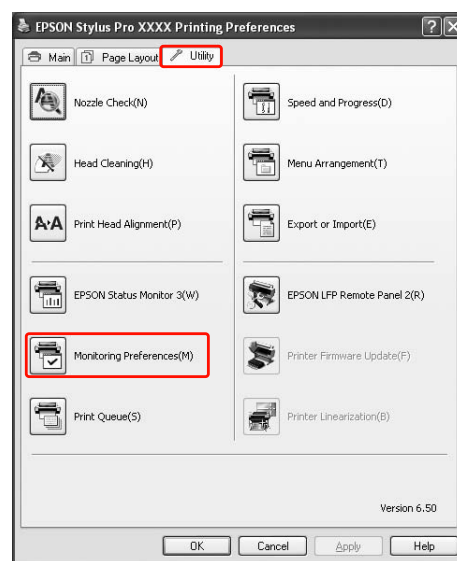 EPSON Stylus Pro XXXX Printing Preferences
Main Page Layout Utility
Nozzle Check(N)
Speed and Progress(D)
Head Cleaning(H)
Menu Arrangement(T)
Print Head Alignment(P)
Export or Import(E)
EPSON Status Monitor 3(W)
EPSON LFP Remote Panel 2(R)
Monitoring Preferences(M)
Printer Firmware Update(F)
Print Queue(S)
Printer Linearization(B)
Version 6.50
OK Cancel Apply Help